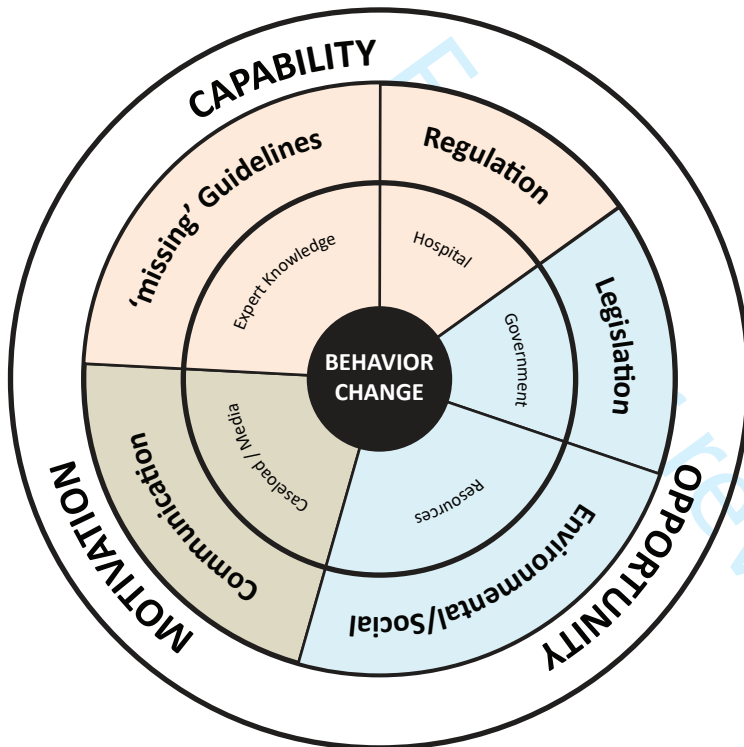 CAPABILITY
'missing' Guidelines
Regulation
Expert Knowledge
Hospital
Legislation
Government
BEHAVIOR
CHANGE
Caseload / Media
Resources
Communication
Environmental/Social
MOTIVATION
OPPORTUNITY